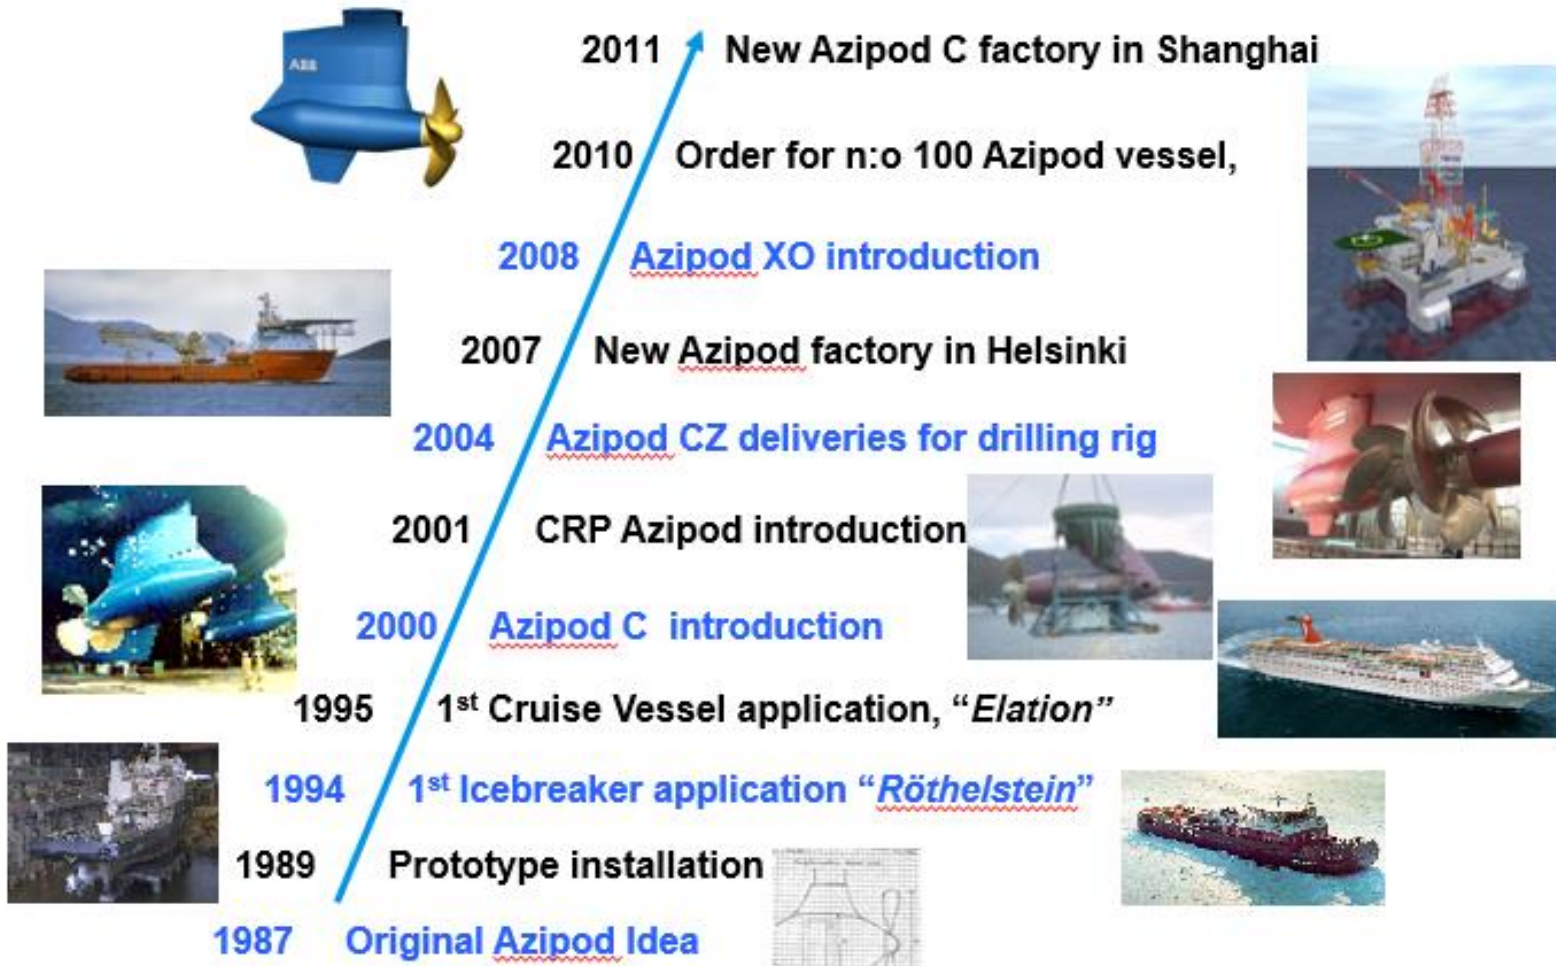 ABB
2011 New Azipod C factory in Shanghai
2010 Order for n:o 100 Azipod vessel,
2008 Azipod XO introduction
2007 New Azipod factory in Helsinki
2004 Azipod CZ deliveries for drilling rig
2001 CRP Azipod introduction
2000 Azipod C introduction
1995 1st Cruise Vessel application, “Elation”
1994 1st Icebreaker application “Röthelstein”
1989 Prototype installation
1987 Original Azipod Idea